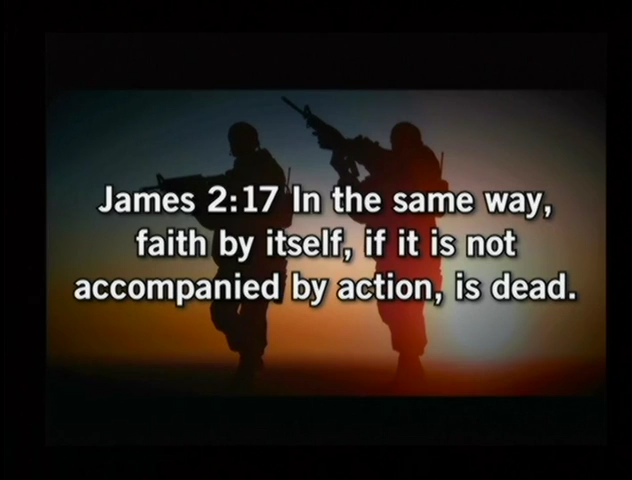 James 2:17 In the same way,
faith by itself, if it is not
accompanied by action, is dead.